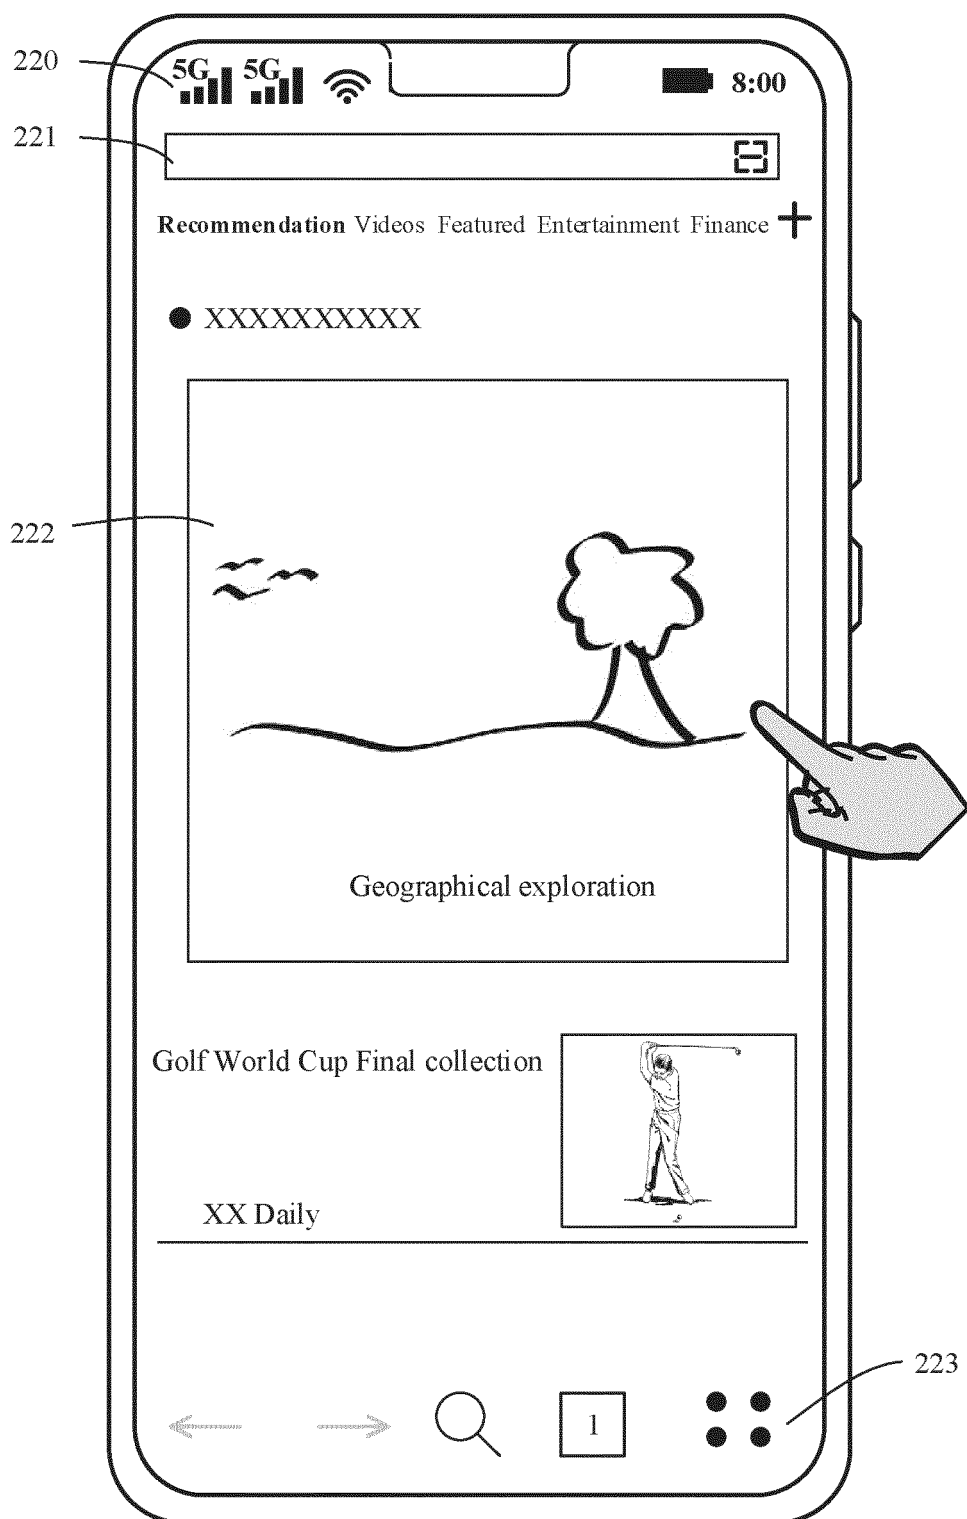 220
5G 5G 8:00
221
Recommendation Videos Featured Entertainment Finance
XXXXXXXXXX
222
Geographical exploration
Golf World Cup Final collection
XX Daily
223
1